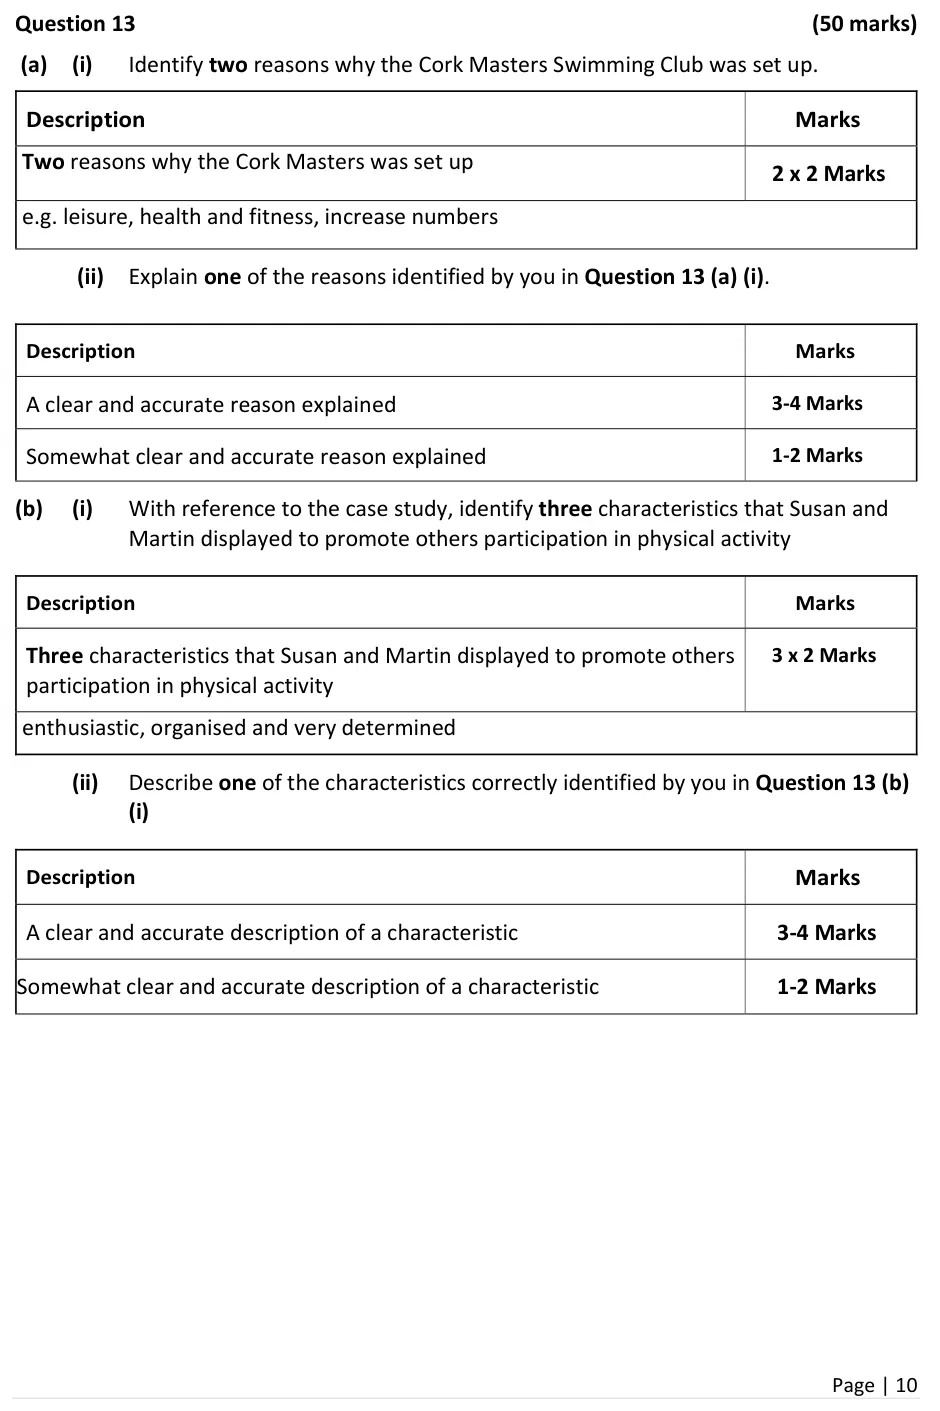 Question 13 (50 marks)
(a) (i) Identify two reasons why the Cork Masters Swimming Club was set up.
Description Marks
Two reasons why the Cork Masters was set up
2 x 2 Marks
e.g. leisure, health and fitness, increase numbers
(ii) Explain one of the reasons identified by you in Question 13 (a) (i).
Description Marks
A clear and accurate reason explained 3-4 Marks
Somewhat clear and accurate reason explained 1-2 Marks
(b) (i) With reference to the case study, identify three characteristics that Susan and
Martin displayed to promote others participation in physical activity
Description Marks
Three characteristics that Susan and Martin displayed to promote others 3 x 2 Marks
participation in physical activity
enthusiastic, organised and very determined
(ii) Describe one of the characteristics correctly identified by you in Question 13 (b)
(i)
Description Marks
A clear and accurate description of a characteristic 3-4 Marks
Somewhat clear and accurate description of a characteristic 1-2 Marks
Page | 10